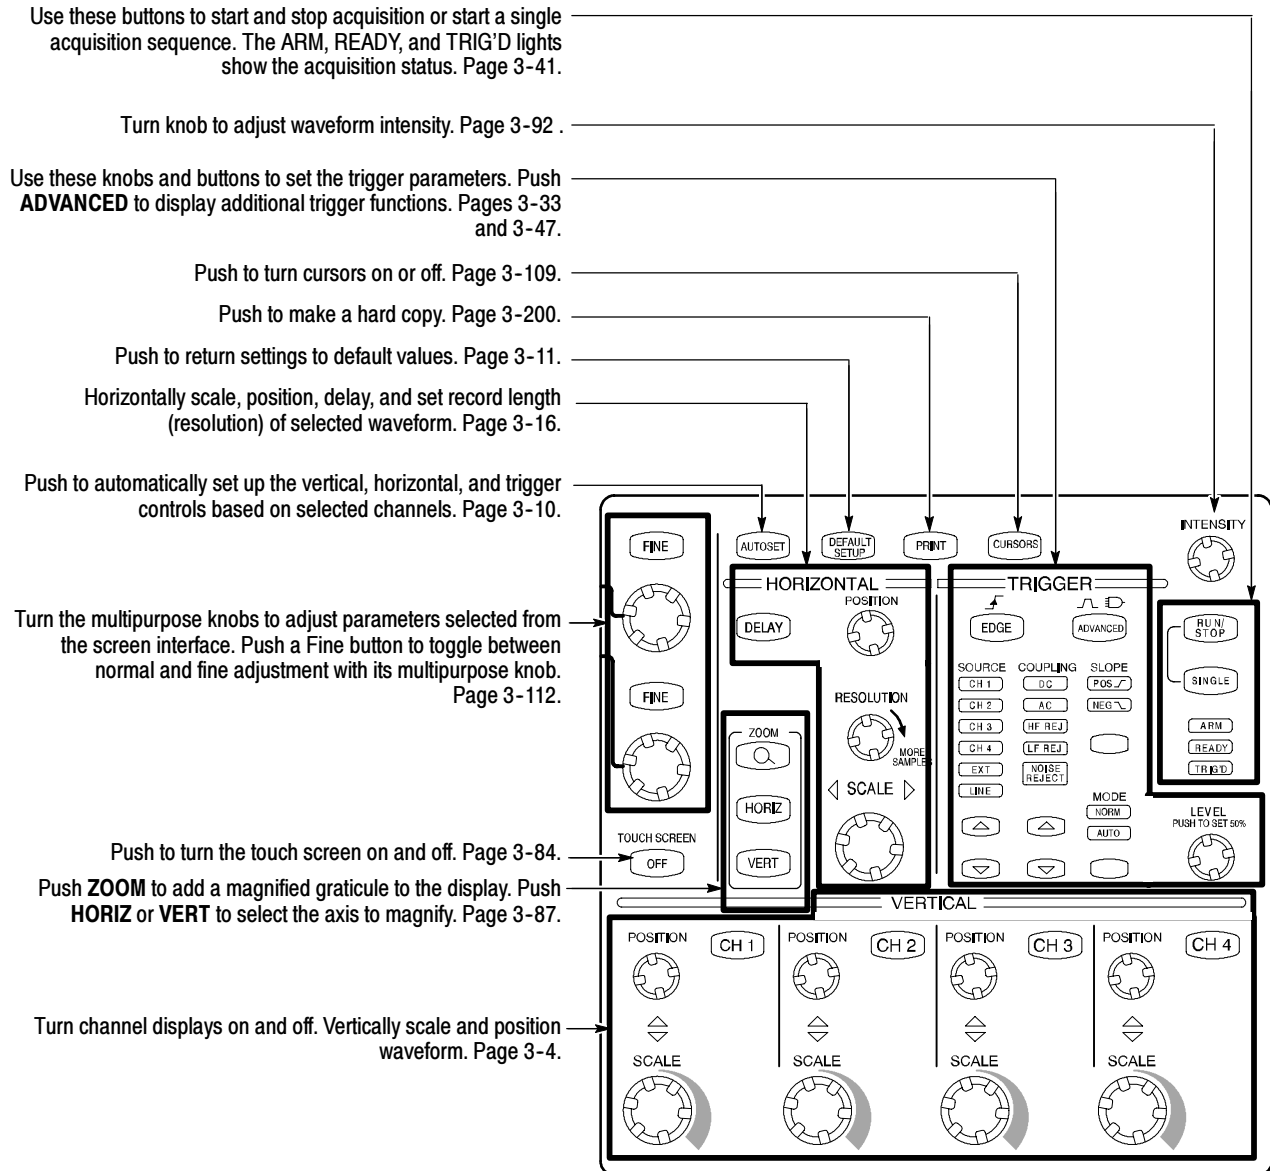 Use these buttons to start and stop acquisition or start a single
acquisition sequence. The ARM, READY, and TRIG'D lights
show the acquisition status. Page 3-41.
Turn knob to adjust waveform intensity. Page 3-92 .
Use these knobs and buttons to set the trigger parameters. Push
ADVANCED to display additional trigger functions. Pages 3-33
and 3-47.
Push to turn cursors on or off. Page 3-109.
Push to make a hard copy. Page 3-200.
Push to return settings to default values. Page 3-11.
Horizontally scale, position, delay, and set record length
(resolution) of selected waveform. Page 3-16.
Push to automatically set up the vertical, horizontal, and trigger
controls based on selected channels. Page 3-10.
Turn the multipurpose knobs to adjust parameters selected from
the screen interface. Push a Fine button to toggle between
normal and fine adjustment with its multipurpose knob.
Page 3-112.
Push to turn the touch screen on and off. Page 3-84.
Push ZOOM to add a magnified graticule to the display. Push
HORIZ or VERT to select the axis to magnify. Page 3-87.
Turn channel displays on and off. Vertically scale and position
waveform. Page 3-4.
FINE
FINE
TOUCH SCREEN
OFF
AUTOSET
DEFAULT
SETUP
PRINT
CURSORS
INTENSITY
HORIZONTAL
POSITION
DELAY
RESOLUTION
MORE
SAMPLES
SCALE
ZOOM
HORIZ
VERT
TRIGGER
EDGE
ADVANCED
SOURCE
CH 1
CH 2
CH 3
CH 4
EXT
LINE
COUPLING
DC
AC
HF REJ
LF REJ
NOISE
REJECT
SLOPE
POS
NEG
MODE
NORM
AUTO
RUN/
STOP
SINGLE
ARM
READY
TRIG'D
LEVEL
PUSH TO SET 50%
VERTICAL
POSITION
CH 1
POSITION
CH 2
POSITION
CH 3
POSITION
CH 4
SCALE
SCALE
SCALE
SCALE